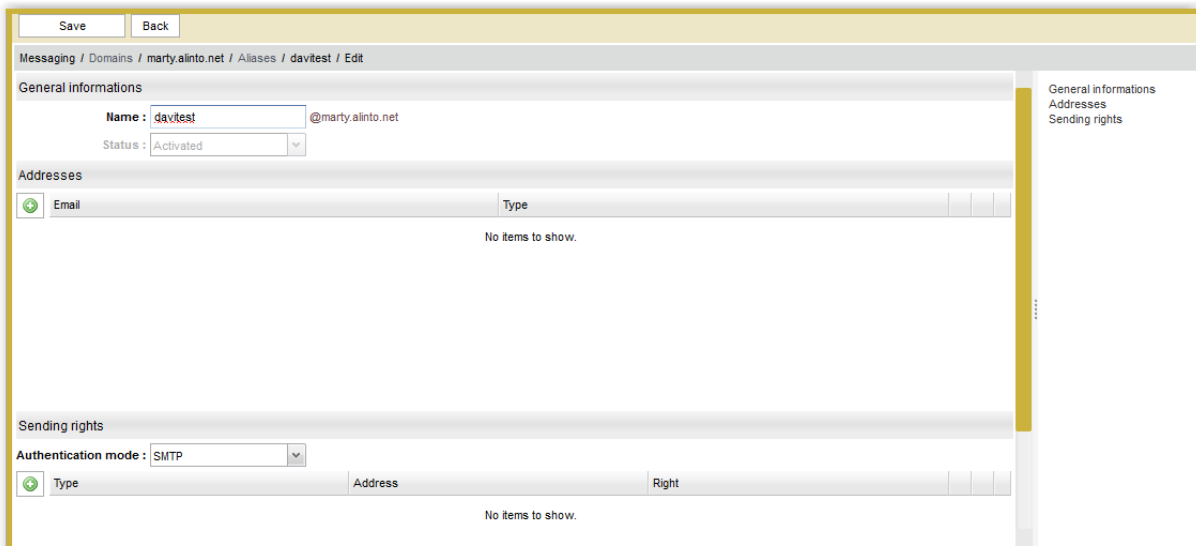 Save Back
Messaging / Domains / marty.alinto.net / Aliases / davitest / Edit
General informations
Name : davitest @marty.alinto.net
Status : Activated
Addresses
Email Type
No items to show.
Sending rights
Authentication mode : SMTP
Type Address Right
No items to show.
General informations
Addresses
Sending rights